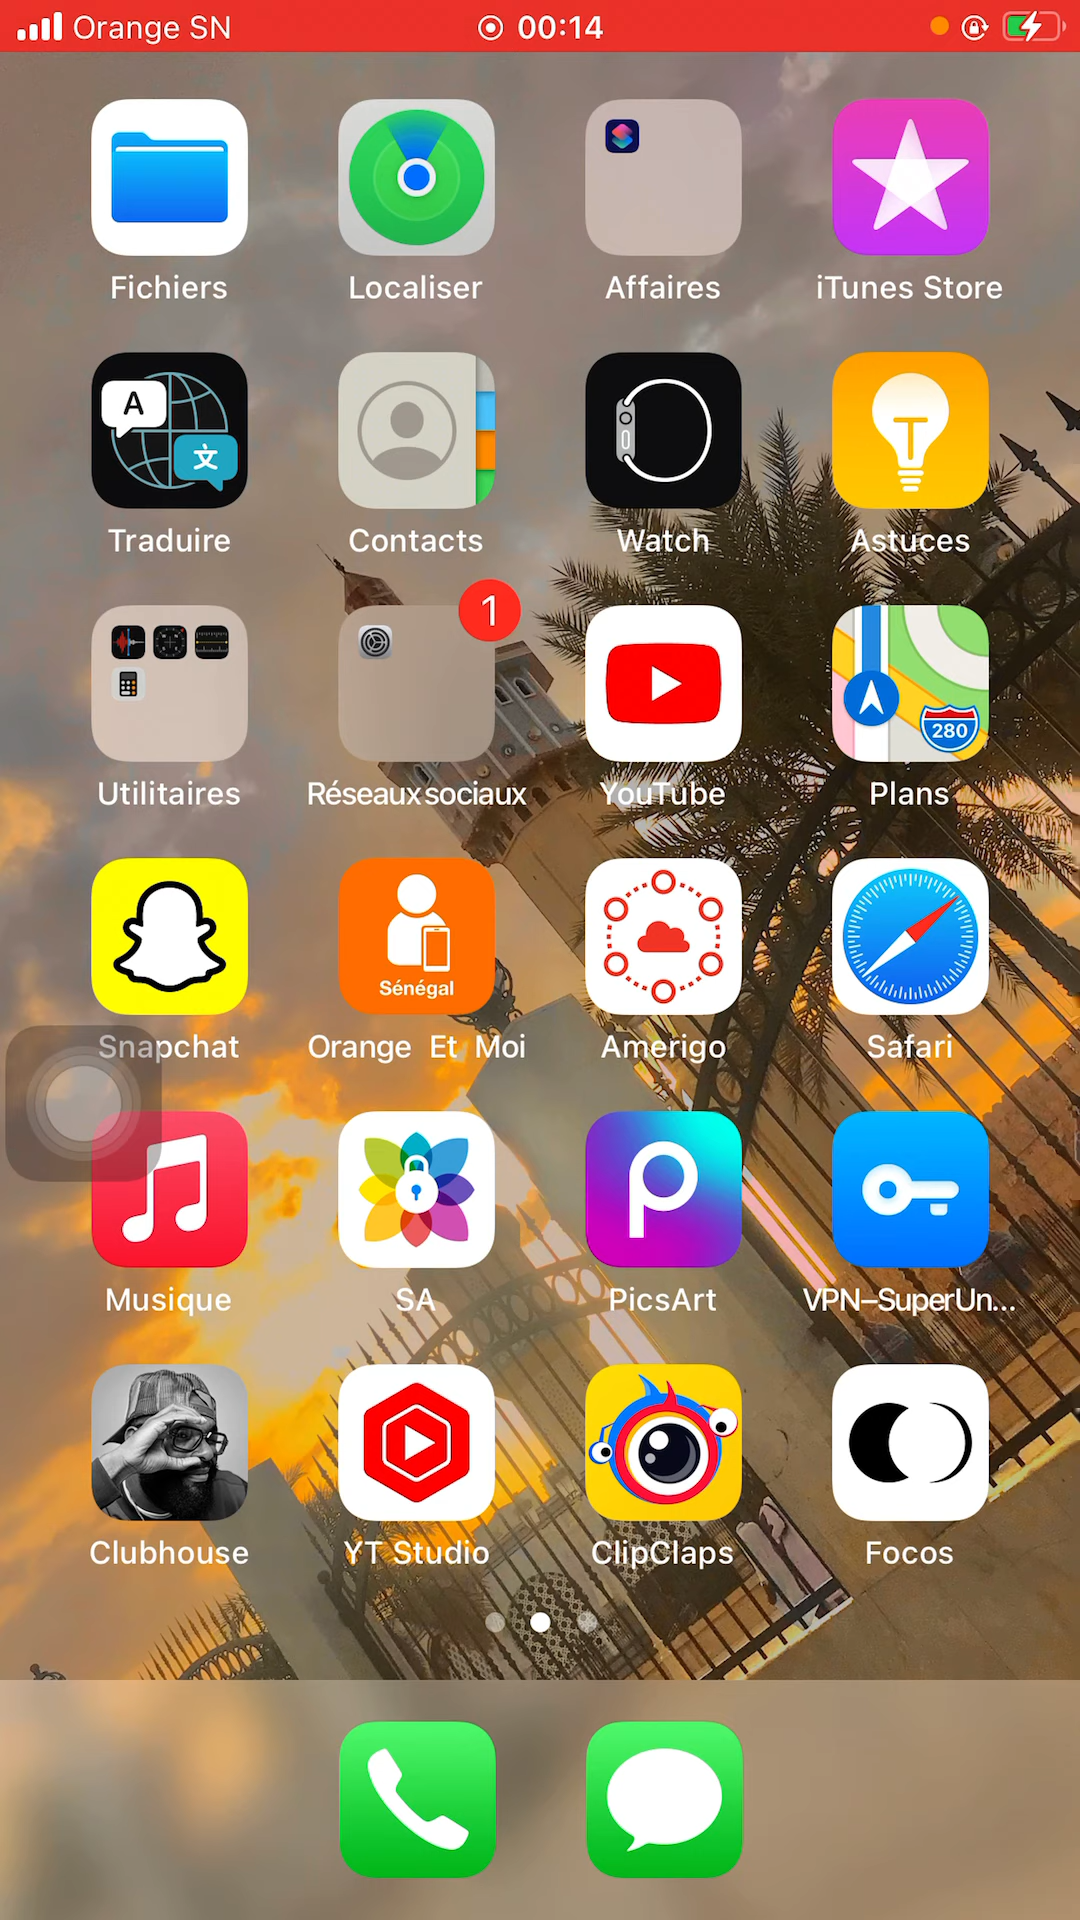 Orange SN 00:14
Fichiers Localiser Affaires iTunes Store
A 文
Traduire Contacts Watch Astuces
1
280
Utilitaires Réseaux sociaux YouTube Plans
Sénégal
Snapchat Orange Et Moi Amerigo Safari
Musique SA PicsArt VPN–SuperUn...
Clubhouse YT Studio ClipClaps Focos